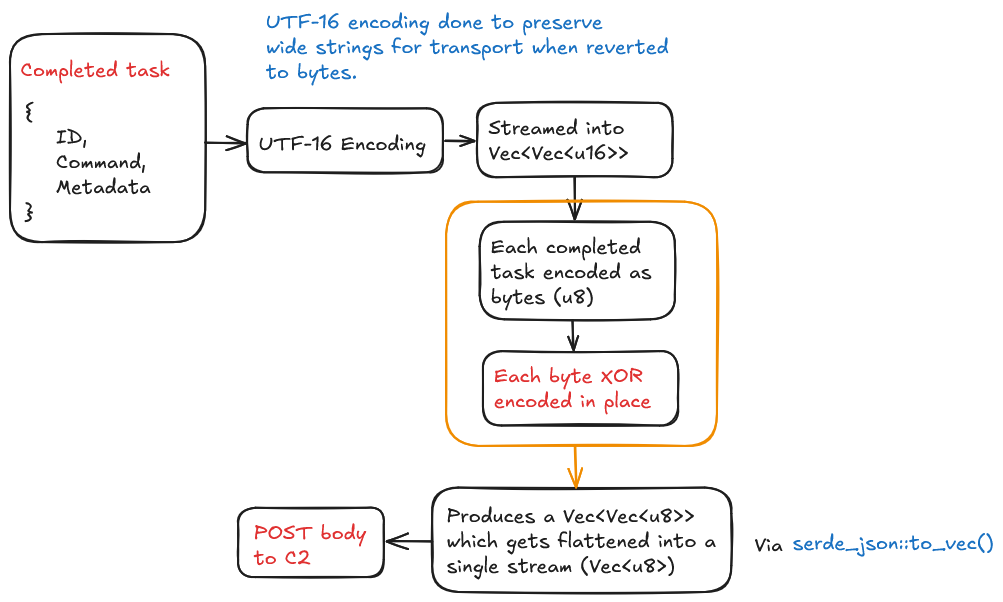 UTF-16 encoding done to preserve
wide strings for transport when reverted
to bytes.
Completed task
{
ID,
Command,
Metadata
}
UTF-16 Encoding
Streamed into
Vec<Vec<u16>>
Each completed
task encoded as
bytes (u8)
Each byte XOR
encoded in place
Produces a Vec<Vec<u8>>
which gets flattened into a
single stream (Vec<u8>)
Via serde_json::to_vec()
POST body
to C2